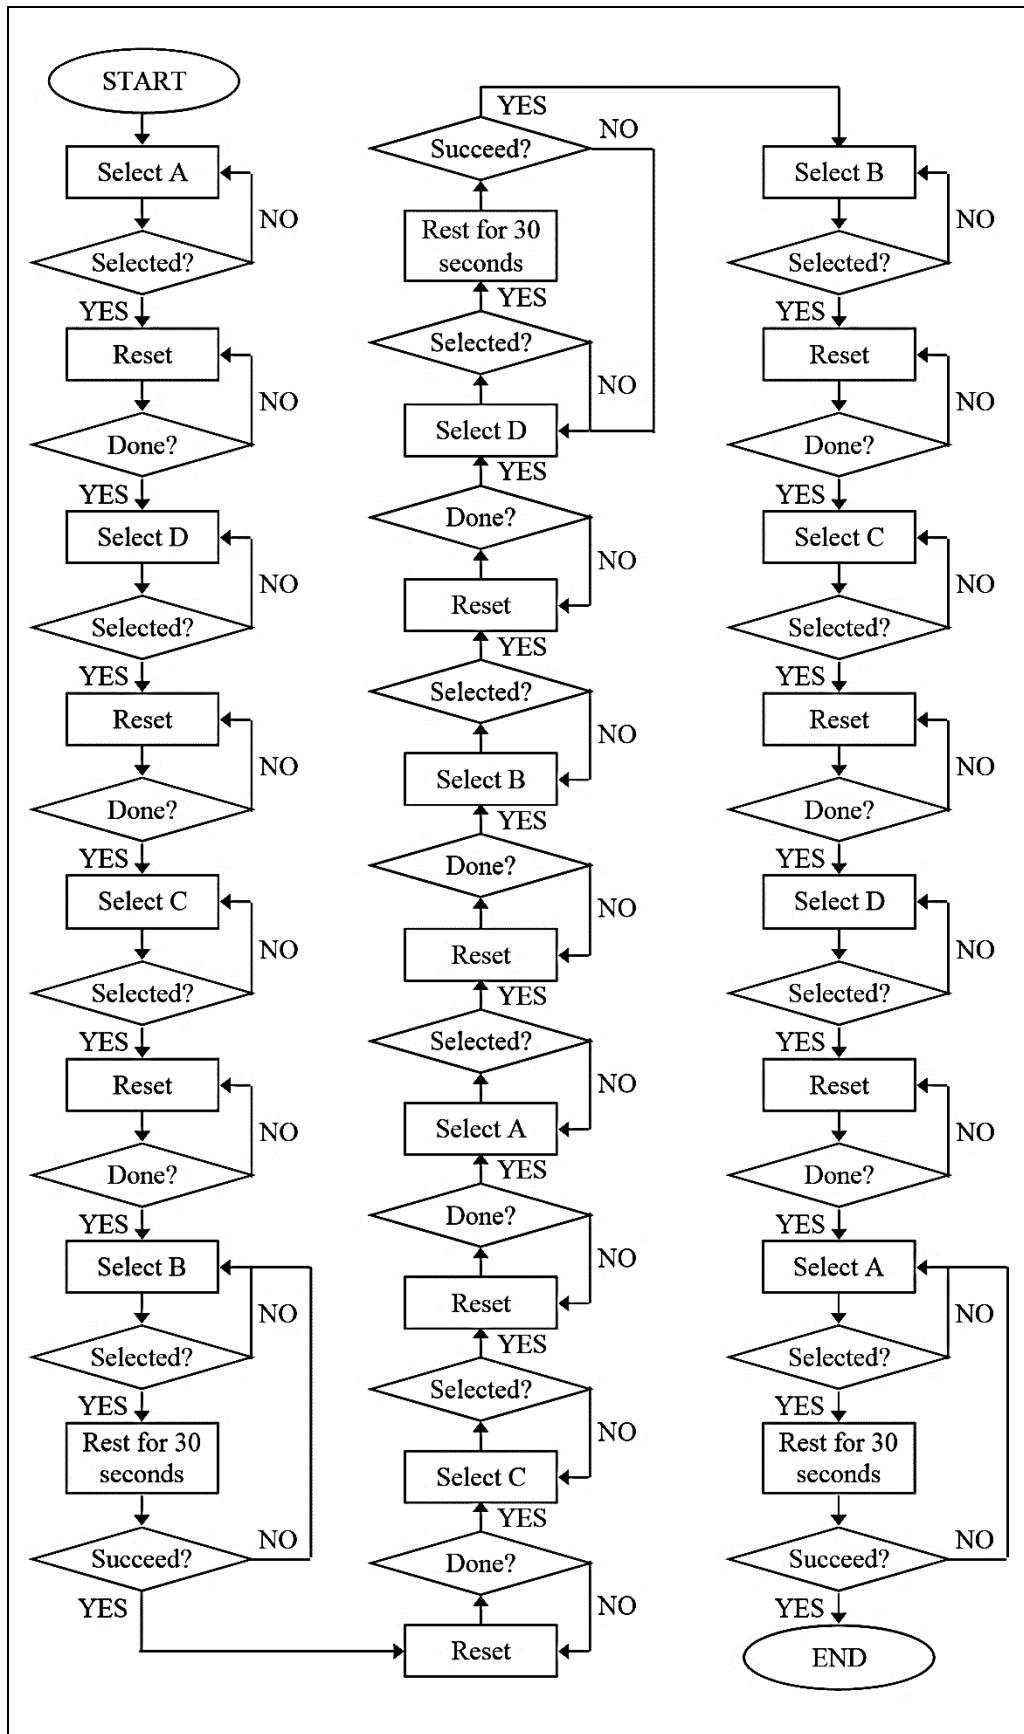 START
Select A
NO
Selected?
YES
Reset
NO
Done?
YES
Select D
NO
Selected?
YES
Reset
NO
Done?
YES
Select C
NO
Selected?
YES
Reset
NO
Done?
YES
Select B
NO
Selected?
YES
Rest for 30
seconds
NO
Succeed?
YES
YES
NO
Succeed?
Rest for 30
seconds
YES
Selected?
NO
Select D
YES
Done?
NO
Reset
YES
Selected?
NO
Select B
YES
Done?
NO
Reset
YES
Selected?
NO
Select A
YES
Done?
NO
Reset
YES
Selected?
NO
Select C
YES
Done?
NO
Reset
Select B
NO
Selected?
YES
Reset
NO
Done?
YES
Select C
NO
Selected?
YES
Reset
NO
Done?
YES
Select D
NO
Selected?
YES
Reset
NO
Done?
YES
Select A
NO
Selected?
YES
Rest for 30
seconds
NO
Succeed?
YES
END